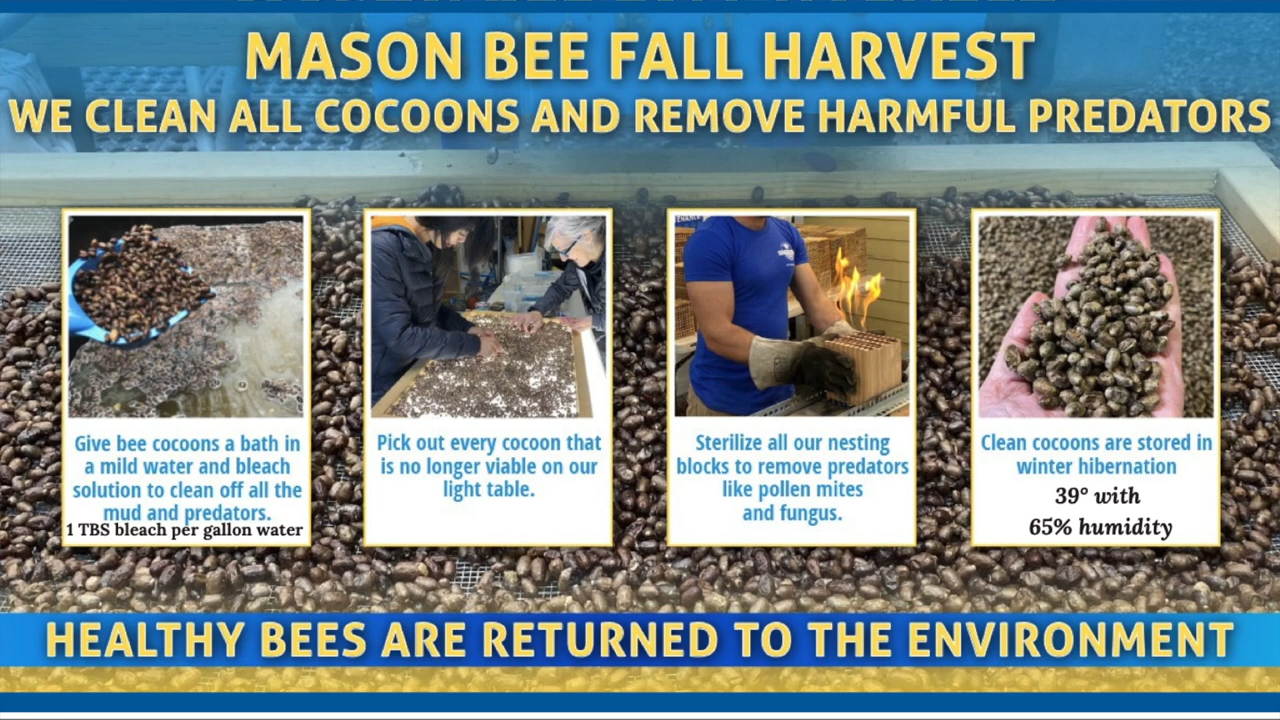 MASON BEE FALL HARVEST
WE CLEAN ALL COCOONS AND REMOVE HARMFUL PREDATORS
Give bee cocoons a bath in
a mild water and bleach
solution to clean off all the
mud and predators.
1 TBS bleach per gallon water
Pick out every cocoon that
is no longer viable on our
light table.
Sterilize all our nesting
blocks to remove predators
like pollen mites
and fungus.
Clean cocoons are stored in
winter hibernation
39° with
65% humidity
HEALTHY BEES ARE RETURNED TO THE ENVIRONMENT